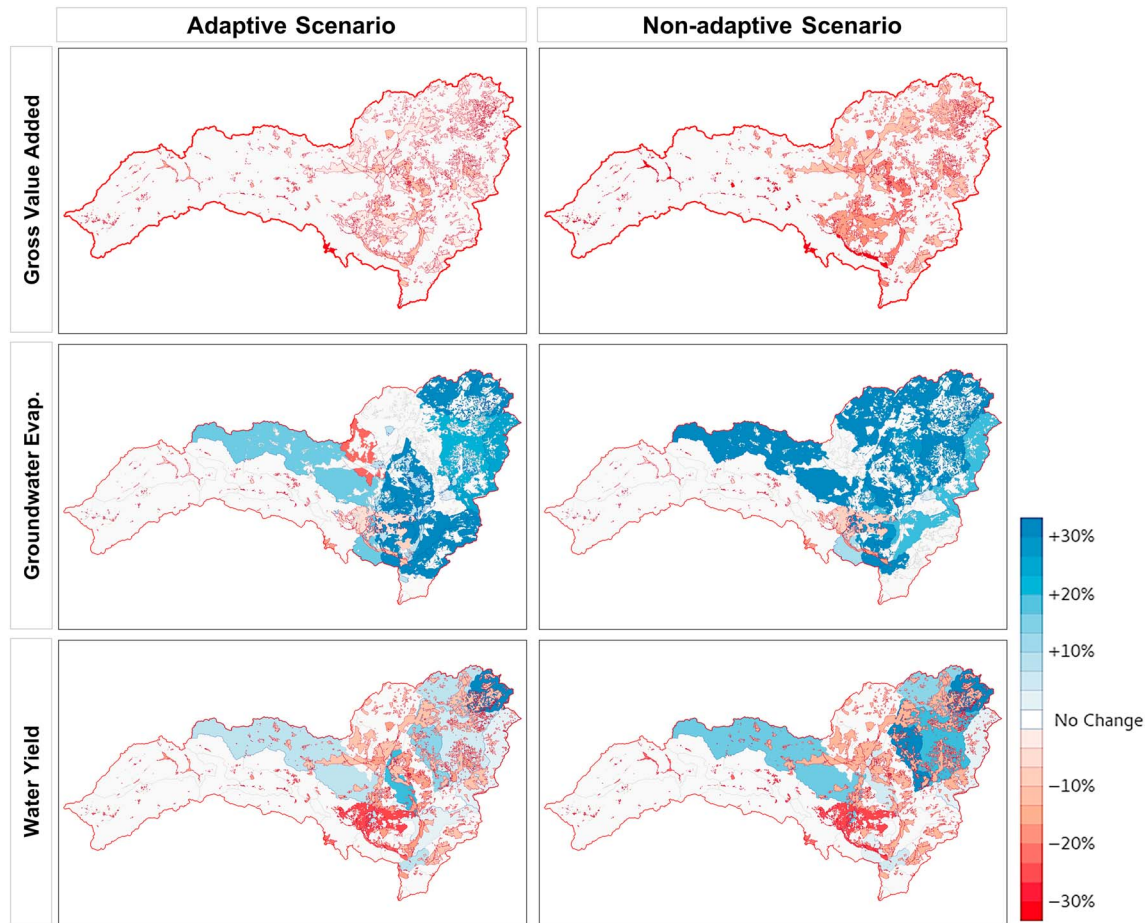 Adaptive Scenario
Non-adaptive Scenario
Gross Value Added
Groundwater Evap.
Water Yield
+30%
+20%
+10%
No Change
−10%
−20%
−30%